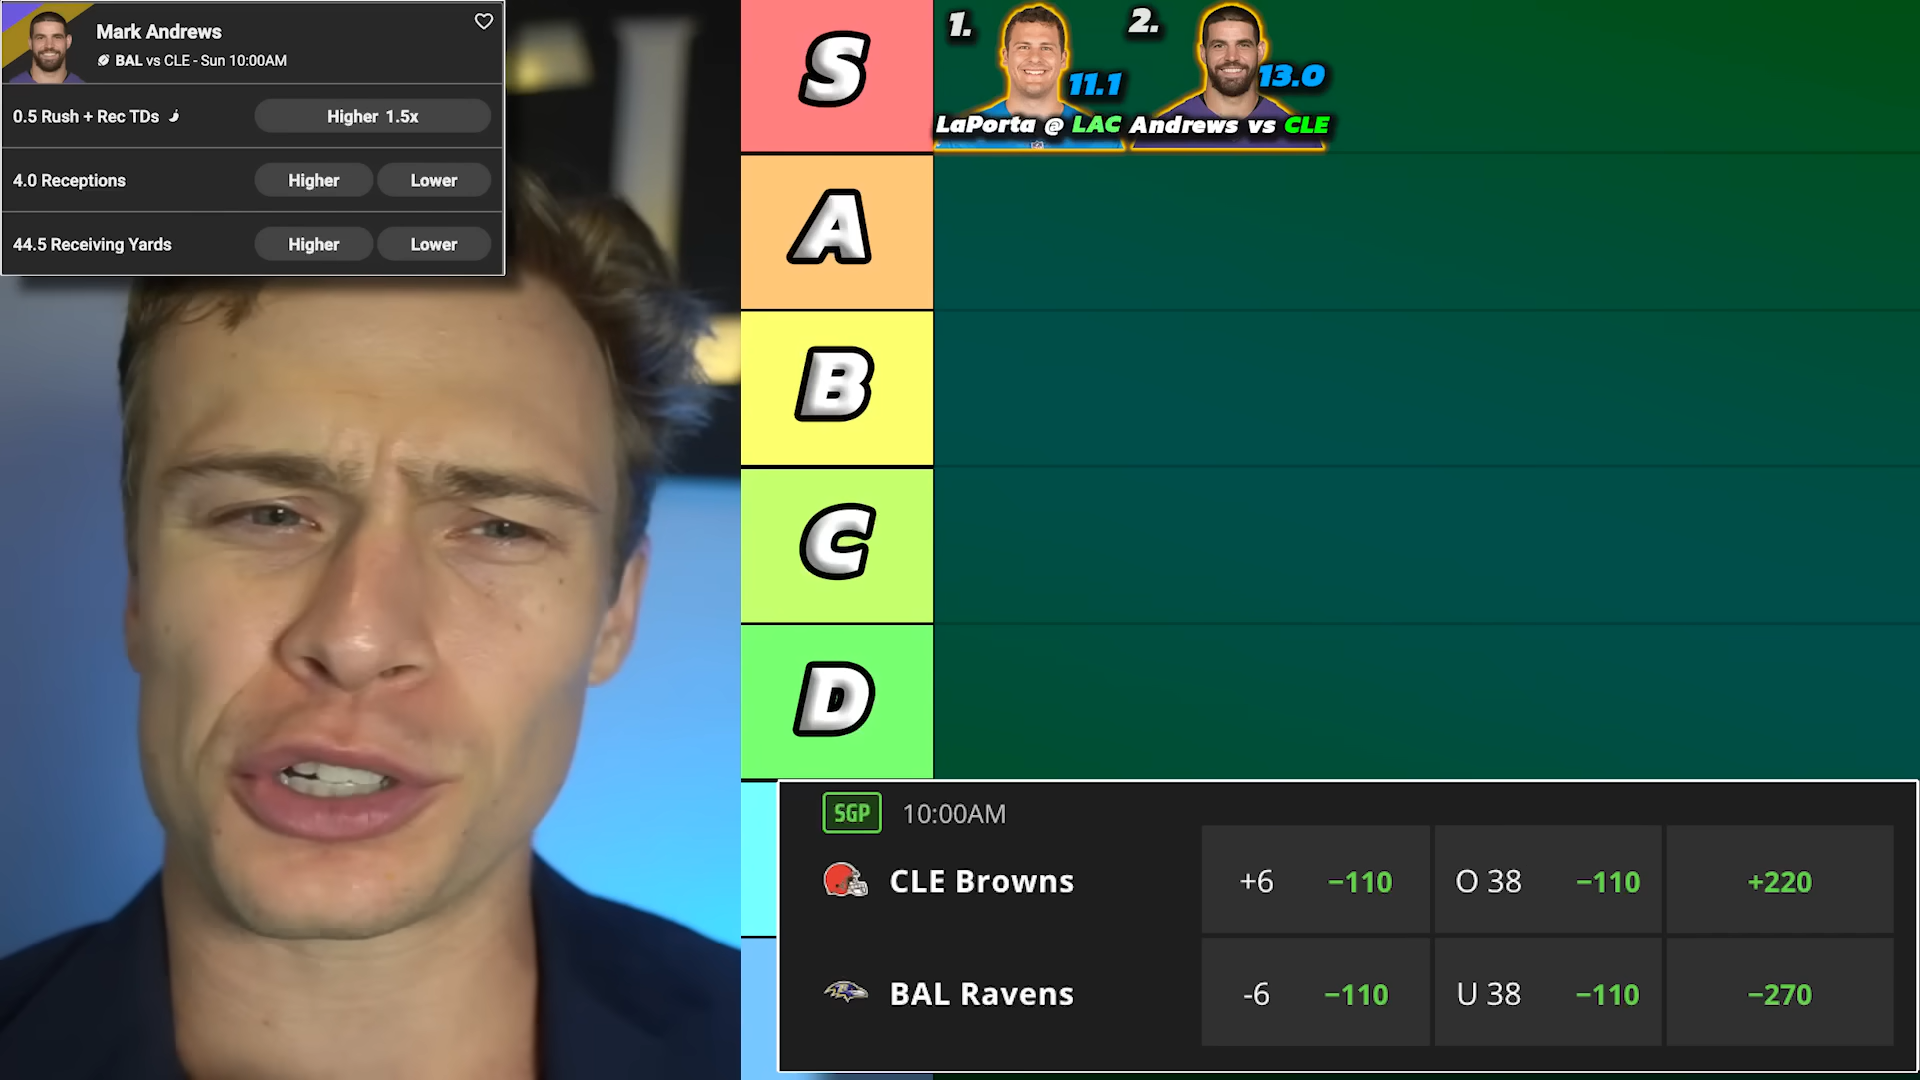 Mark Andrews
BAL vs CLE - Sun 10:00AM
0.5 Rush + Rec TDs
Higher 1.5x
4.0 Receptions
Higher
Lower
44.5 Receiving Yards
Higher
Lower
S
1.
11.1
LaPorta @ LAC
2.
13.0
Andrews vs CLE
A
B
C
D
SGP
10:00AM
CLE Browns
+6 −110
O 38 −110
+220
BAL Ravens
-6 −110
U 38 −110
−270